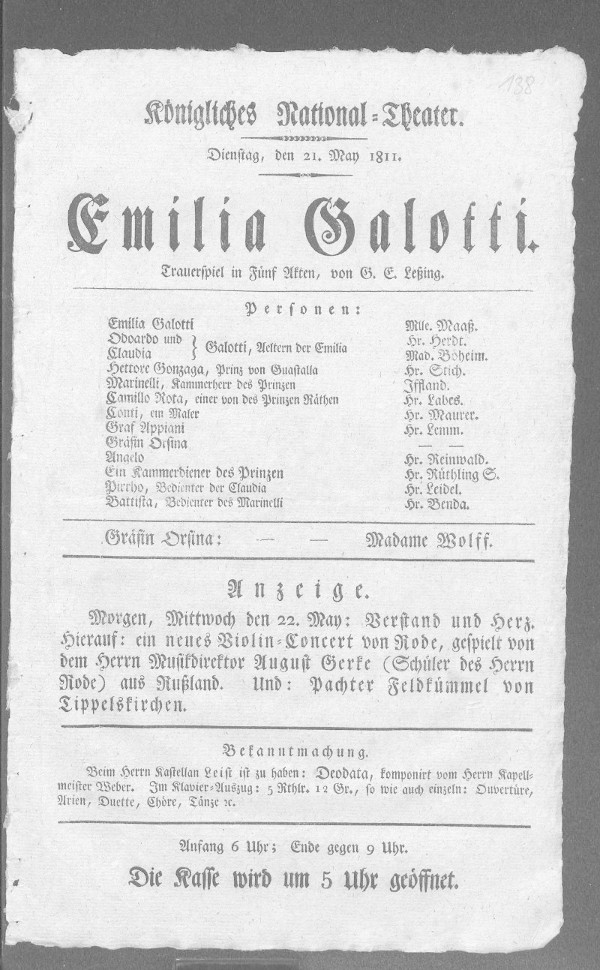 138
Königliches National-Theater.
Dienstag, den 21. May 1811.
Emilia Galotti.
Trauerspiel in Fünf Akten, von G. E. Leßing.
Personen:
Emilia Galotti Mlle. Maaß.
Odoardo und } Galotti, Aeltern der Emilia Hr. Herdt.
Claudia Mad. Böheim.
Hettore Gonzaga, Prinz von Guastalla Hr. Stich.
Marinelli, Kammerherr des Prinzen Iffland.
Camillo Rota, einer von des Prinzen Räthen Hr. Labes.
Conti, ein Maler Hr. Maurer.
Graf Appiani Hr. Lemm.
Gräfin Orsina — —
Angelo Hr. Reinwald.
Ein Kammerdiener des Prinzen Hr. Rüthling S.
Pirrho, Bedienter der Claudia Hr. Leidel.
Battista, Bedienter des Marinelli Hr. Benda.
Gräfin Orsina: — — Madame Wolff.
Anzeige.
Morgen, Mittwoch den 22. May: Verstand und Herz.
Hierauf: ein neues Violin-Concert von Rode, gespielt von
dem Herrn Musikdirektor August Gerke (Schüler des Herrn
Rode) aus Rußland. Und: Pachter Feldkümmel von
Tippelskirchen.
Bekanntmachung.
Beim Herrn Kastellan Leist ist zu haben: Deodata, komponirt vom Herrn Kapell-
meister Weber. Im Klavier-Auszug: 5 Rthlr. 12 Gr., so wie auch einzeln: Ouvertüre,
Arien, Duette, Chöre, Tänze ꝛc.
Anfang 6 Uhr; Ende gegen 9 Uhr.
Die Kasse wird um 5 Uhr geöffnet.